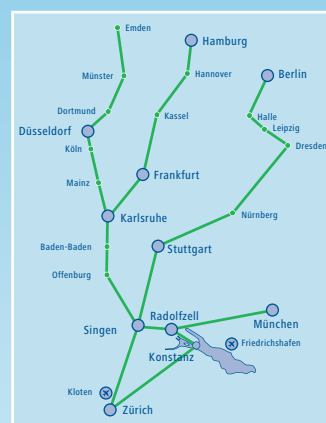 Emden
Hamburg
Münster
Hannover
Berlin
Dortmund
Kassel
Halle
Leipzig
Düsseldorf
Köln
Dresden
Mainz
Frankfurt
Karlsruhe
Nürnberg
Baden-Baden
Stuttgart
Offenburg
Radolfzell
München
Singen
Konstanz
Friedrichshafen
Kloten
Zürich